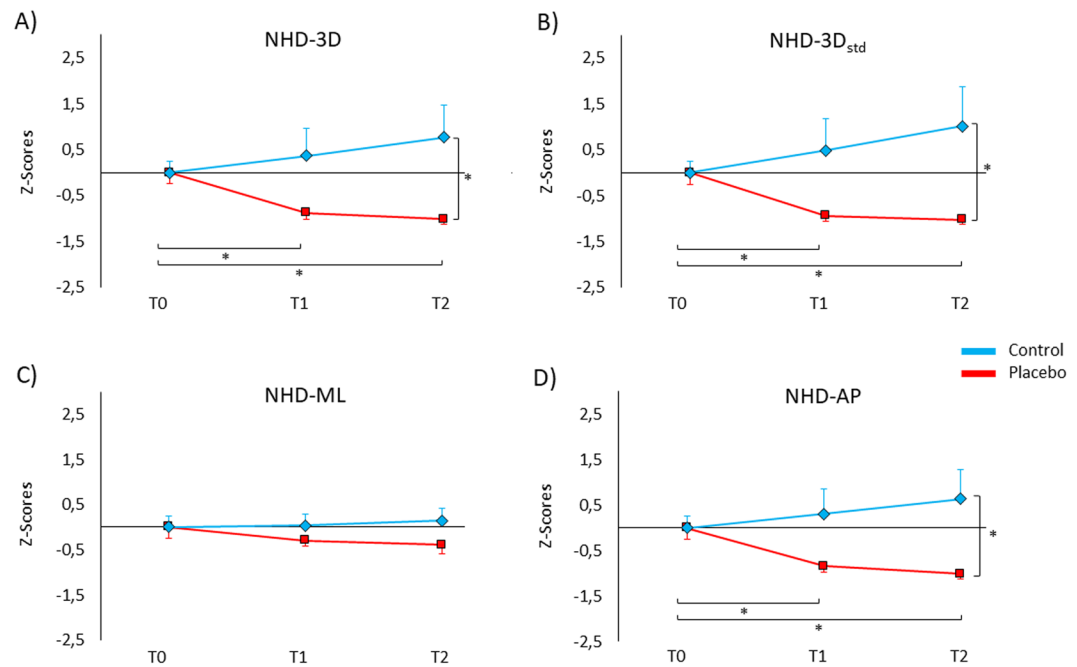 A)
NHD-3D
Z-Scores
2,5
1,5
0,5
-0,5
-1,5
-2,5
*
*
*
T0 T1 T2
B)
NHD-3Dstd
Z-Scores
2,5
1,5
0,5
-0,5
-1,5
-2,5
*
*
*
T0 T1 T2
Control
Placebo
C)
NHD-ML
Z-Scores
2,5
1,5
0,5
-0,5
-1,5
-2,5
T0 T1 T2
D)
NHD-AP
Z-Scores
2,5
1,5
0,5
-0,5
-1,5
-2,5
*
*
*
T0 T1 T2